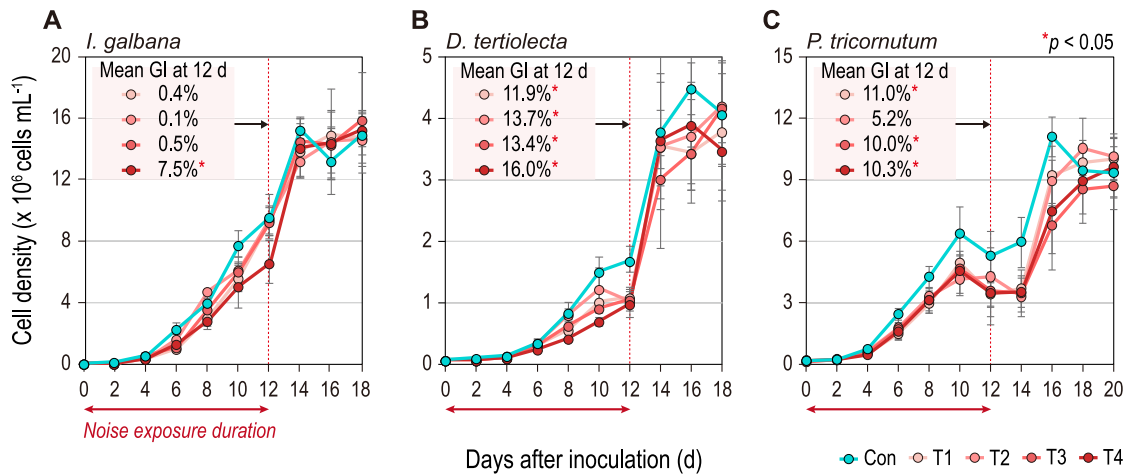 A
I. galbana
B
D. tertiolecta
C
P. tricornutum
*p < 0.05
Cell density (x 10⁶ cells mL⁻¹)
20
16
12
8
4
0
Mean GI at 12 d
0.4%
0.1%
0.5%
7.5%*
0 2 4 6 8 10 12 14 16 18
Noise exposure duration
5
4
3
2
1
0
Mean GI at 12 d
11.9%*
13.7%*
13.4%*
16.0%*
0 2 4 6 8 10 12 14 16 18
15
12
9
6
3
0
Mean GI at 12 d
11.0%*
5.2%
10.0%*
10.3%*
0 2 4 6 8 10 12 14 16 18 20
Days after inoculation (d)
Con T1 T2 T3 T4